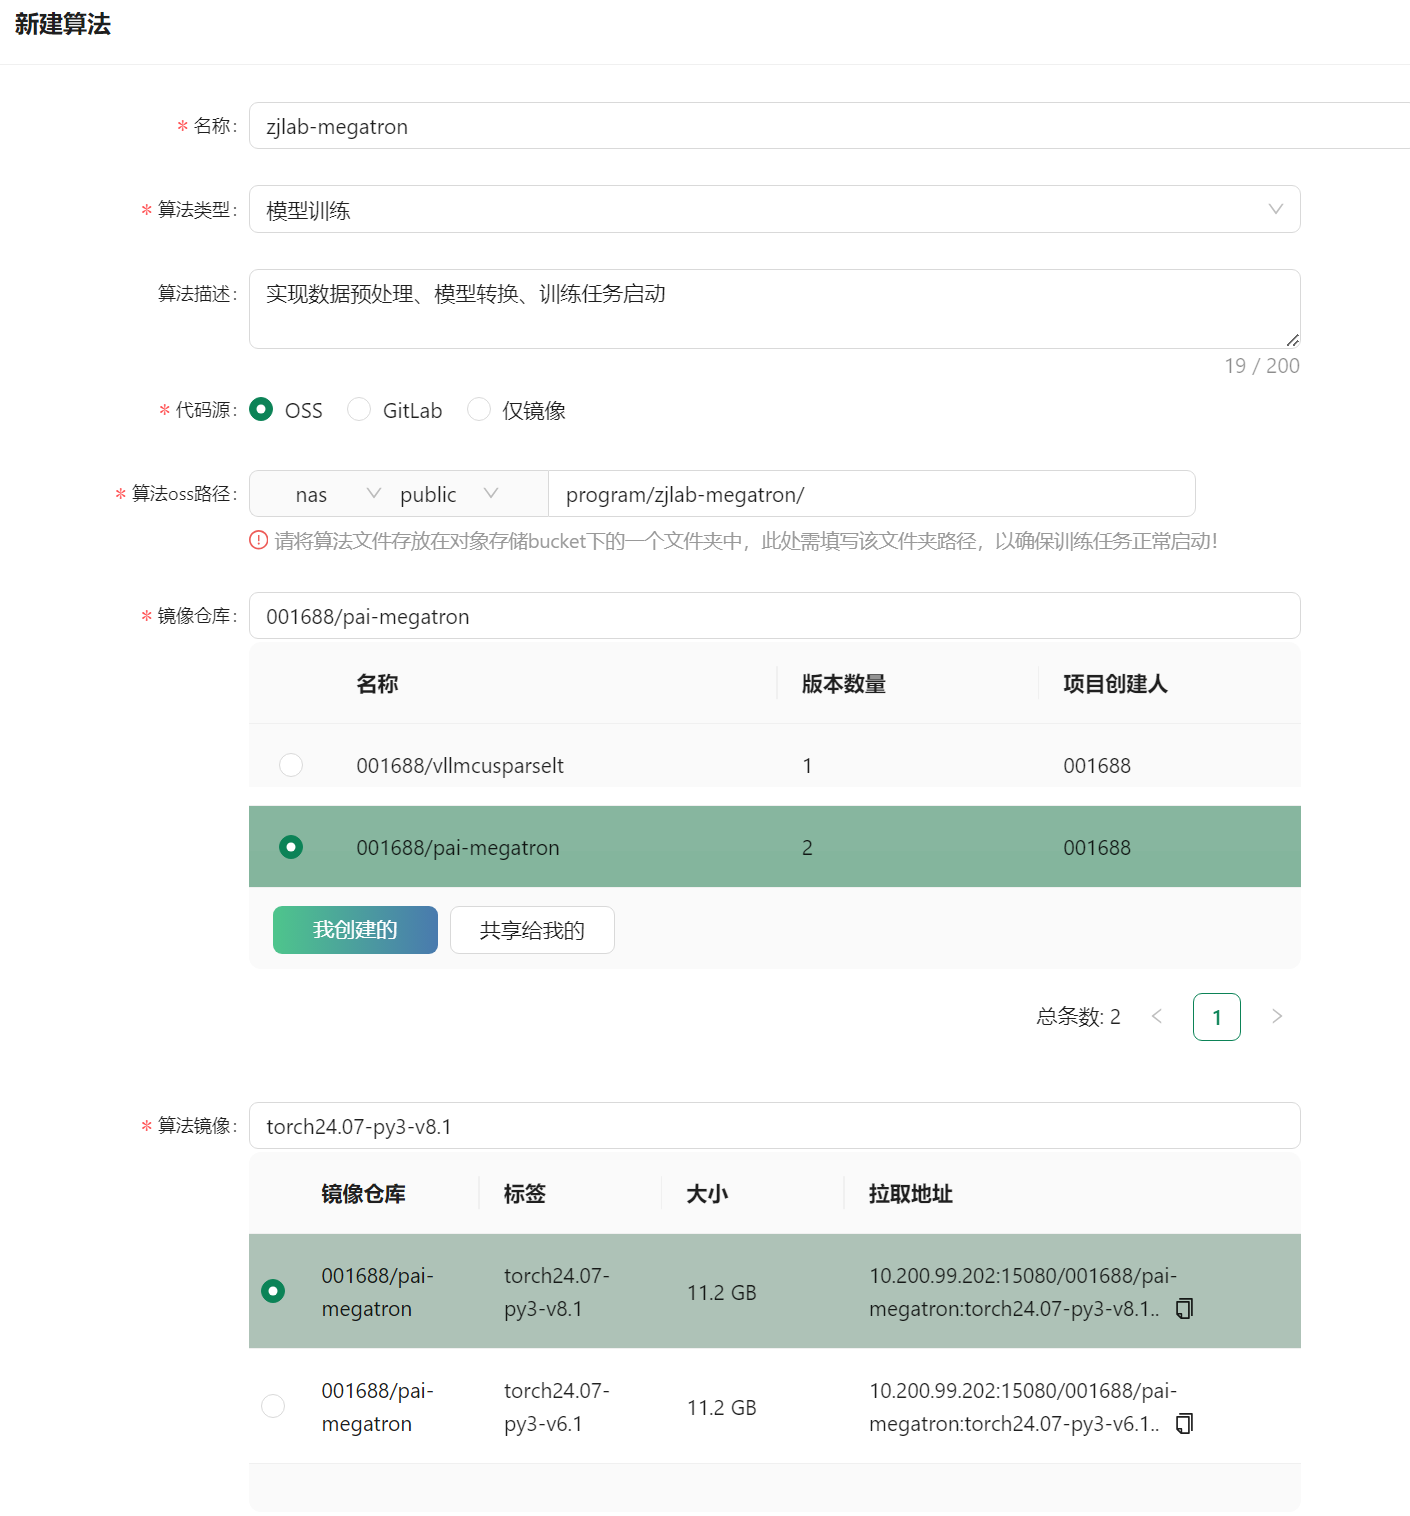 新建算法
* 名称: zjlab-megatron
* 算法类型: 模型训练
算法描述: 实现数据预处理、模型转换、训练任务启动
19 / 200
* 代码源: OSS GitLab 仅镜像
* 算法oss路径: nas public program/zjlab-megatron/
请将算法文件存放在对象存储bucket下的一个文件夹中，此处需填写该文件夹路径，以确保训练任务正常启动！
* 镜像仓库: 001688/pai-megatron
名称 版本数量 项目创建人
001688/vllmcusparselt 1 001688
001688/pai-megatron 2 001688
我创建的 共享给我的
总条数: 2 < 1 >
* 算法镜像: torch24.07-py3-v8.1
镜像仓库 标签 大小 拉取地址
001688/pai- torch24.07- 11.2 GB 10.200.99.202:15080/001688/pai-
megatron py3-v8.1 megatron:torch24.07-py3-v8.1..
001688/pai- torch24.07- 11.2 GB 10.200.99.202:15080/001688/pai-
megatron py3-v6.1 megatron:torch24.07-py3-v6.1..